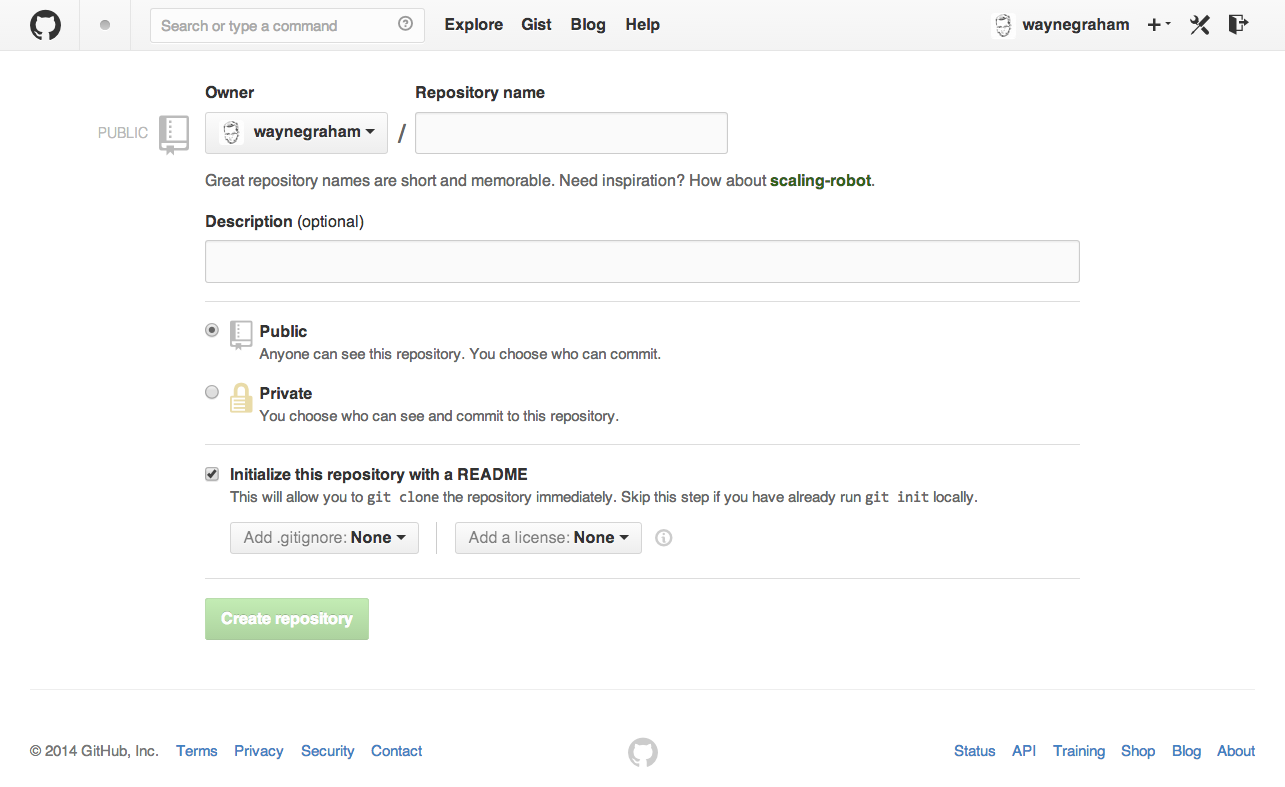 Search or type a command Explore Gist Blog Help waynegraham
Owner Repository name
PUBLIC waynegraham /
Great repository names are short and memorable. Need inspiration? How about scaling-robot.
Description (optional)
Public
Anyone can see this repository. You choose who can commit.
Private
You choose who can see and commit to this repository.
Initialize this repository with a README
This will allow you to git clone the repository immediately. Skip this step if you have already run git init locally.
Add .gitignore: None Add a license: None
Create repository
© 2014 GitHub, Inc. Terms Privacy Security Contact Status API Training Shop Blog About